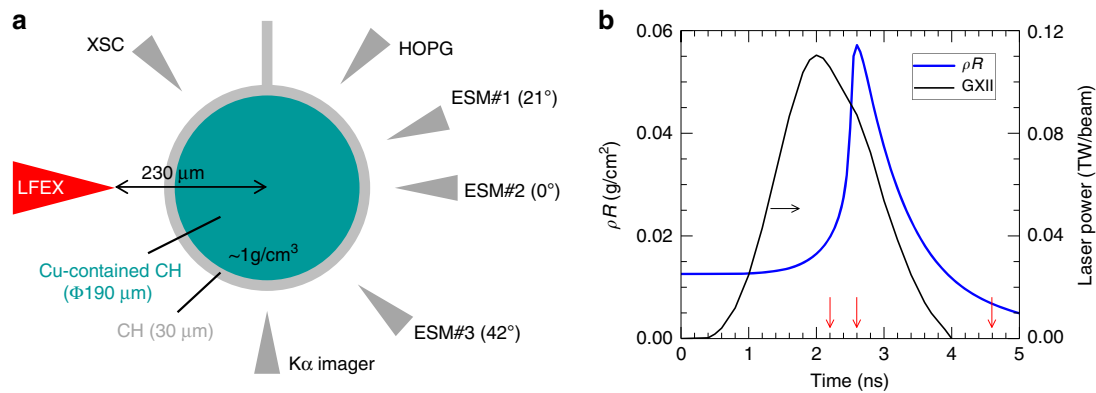 a
XSC
HOPG
ESM#1 (21°)
230 μm
LFEX
ESM#2 (0°)
~1g/cm³
Cu-contained CH
(Φ190 μm)
CH (30 μm)
ESM#3 (42°)
Kα imager
b
0.06
0.04
0.02
0.00
ρR (g/cm²)
ρR
GXII
0.12
0.08
0.04
0.00
Laser power (TW/beam)
0
1
2
3
4
5
Time (ns)